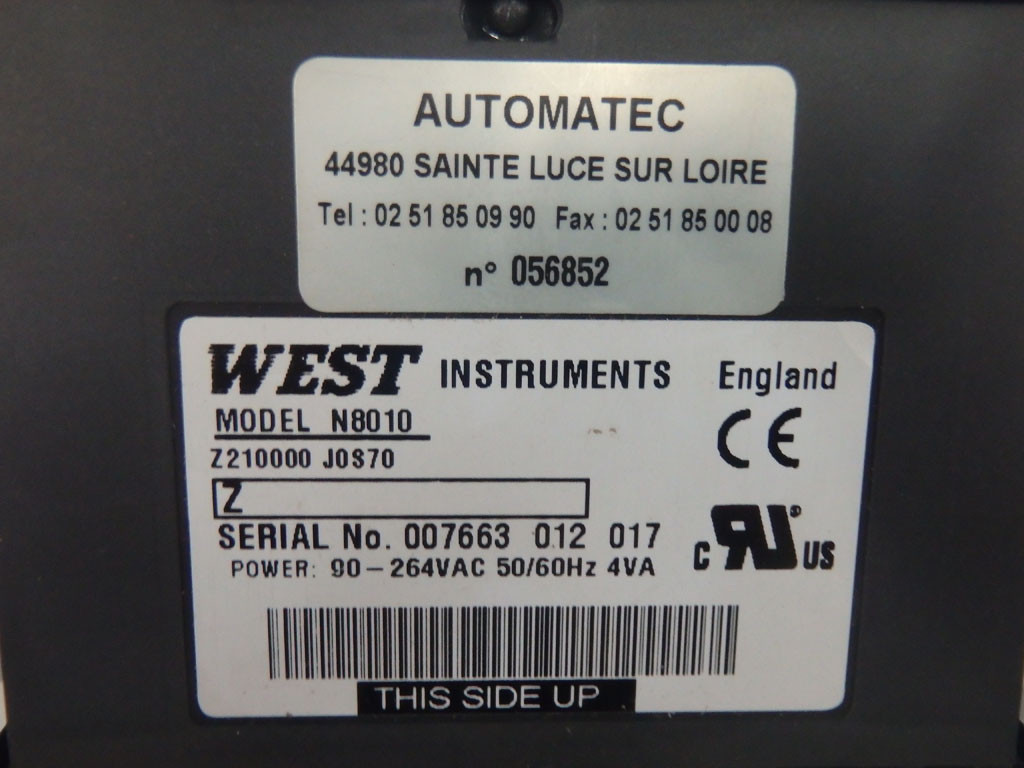 AUTOMATEC
44980 SAINTE LUCE SUR LOIRE
Tel : 02 51 85 09 90 Fax : 02 51 85 00 08
n° 056852
WEST INSTRUMENTS England
MODEL N8010
Z210000 J0S70
CE
Z
SERIAL No. 007663 012 017
POWER: 90-264VAC 50/60Hz 4VA
C RU® US
THIS SIDE UP